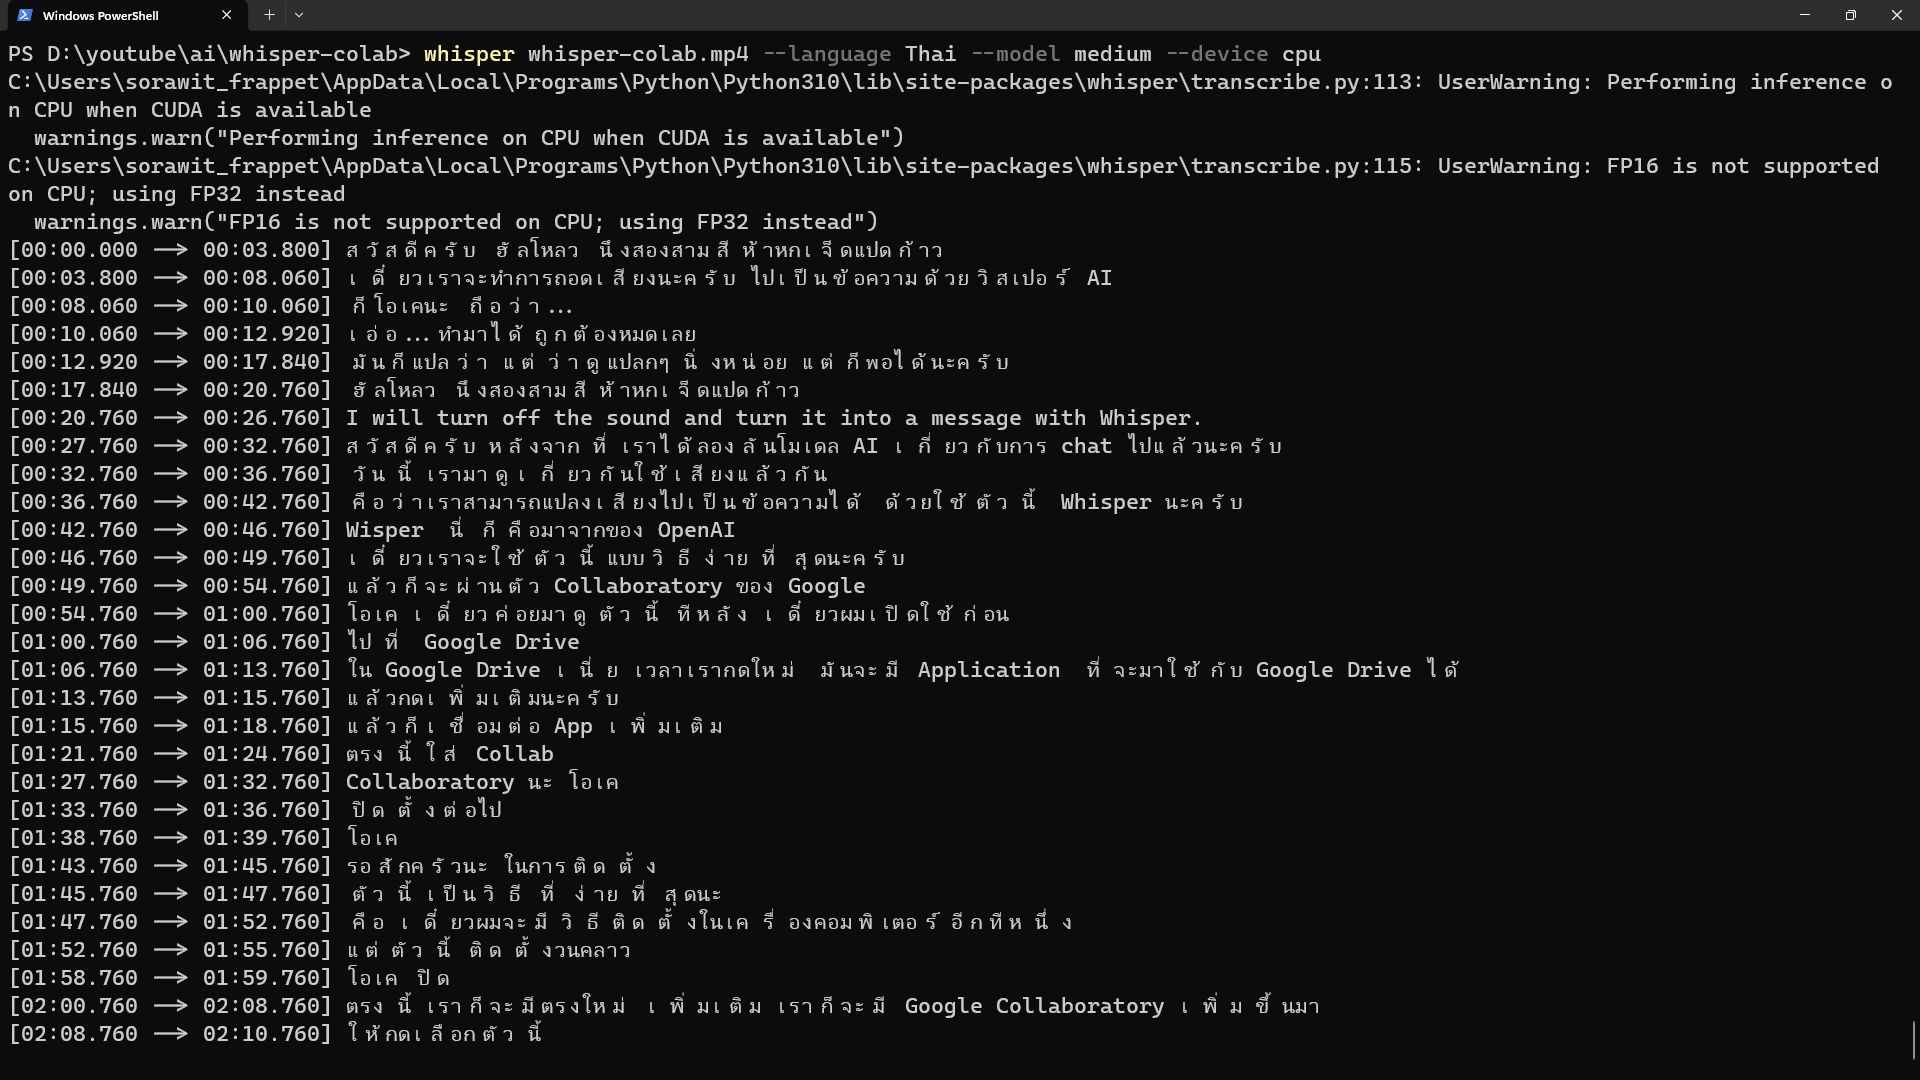 Windows PowerShell
PS D:\youtube\ai\whisper-colab> whisper whisper-colab.mp4 --language Thai --model medium --device cpu
C:\Users\sorawit_frappet\AppData\Local\Programs\Python\Python310\lib\site-packages\whisper\transcribe.py:113: UserWarning: Performing inference o
n CPU when CUDA is available
  warnings.warn("Performing inference on CPU when CUDA is available")
C:\Users\sorawit_frappet\AppData\Local\Programs\Python\Python310\lib\site-packages\whisper\transcribe.py:115: UserWarning: FP16 is not supported
on CPU; using FP32 instead
  warnings.warn("FP16 is not supported on CPU; using FP32 instead")
[00:00.000 --> 00:03.800] สวัสดีครับ ฮัลโหลว นึงสองสามสี่ห้าหกเจ็ดแปดก้าว
[00:03.800 --> 00:08.060] เดี๋ยวเราจะทำการถอดเสียงนะครับ ไปเป็นข้อความด้วยวิสเปอร์ AI
[00:08.060 --> 00:10.060] ก็โอเคนะ ถือว่า...
[00:10.060 --> 00:12.920] เอ่อ...ทำมาได้ถูกต้องหมดเลย
[00:12.920 --> 00:17.840] มันก็แปลว่า แต่ว่าดูแปลกๆ นิ่งหน่อย แต่ก็พอได้นะครับ
[00:17.840 --> 00:20.760] ฮัลโหลว นึงสองสามสี่ห้าหกเจ็ดแปดก้าว
[00:20.760 --> 00:26.760] I will turn off the sound and turn it into a message with Whisper.
[00:27.760 --> 00:32.760] สวัสดีครับ หลังจากที่เราได้ลองลันโมเดล AI เกี่ยวกับการ chat ไปแล้วนะครับ
[00:32.760 --> 00:36.760] วันนี้เรามาดูเกี่ยวกันใช้เสียงแล้วกัน
[00:36.760 --> 00:42.760] คือว่าเราสามารถแปลงเสียงไปเป็นข้อความได้ ด้วยใช้ตัวนี้ Whisper นะครับ
[00:42.760 --> 00:46.760] Wisper นี่ก็คือมาจากของ OpenAI
[00:46.760 --> 00:49.760] เดี๋ยวเราจะใช้ตัวนี้แบบวิธีง่ายที่สุดนะครับ
[00:49.760 --> 00:54.760] แล้วก็จะผ่านตัว Collaboratory ของ Google
[00:54.760 --> 01:00.760] โอเค เดี๋ยวค่อยมาดูตัวนี้ทีหลัง เดี๋ยวผมเปิดใช้ก่อน
[01:00.760 --> 01:06.760] ไปที่ Google Drive
[01:06.760 --> 01:13.760] ใน Google Drive เนี่ย เวลาเรากดใหม่ มันจะมี Application ที่จะมาใช้กับ Google Drive ได้
[01:13.760 --> 01:15.760] แล้วกดเพิ่มเติมนะครับ
[01:15.760 --> 01:18.760] แล้วก็เชื่อมต่อ App เพิ่มเติม
[01:21.760 --> 01:24.760] ตรงนี้ใส่ Collab
[01:27.760 --> 01:32.760] Collaboratory นะ โอเค
[01:33.760 --> 01:36.760] ปิดตั้งต่อไป
[01:38.760 --> 01:39.760] โอเค
[01:43.760 --> 01:45.760] รอสักครัวนะ ในการติดตั้ง
[01:45.760 --> 01:47.760] ตัวนี้เป็นวิธีที่ง่ายที่สุดนะ
[01:47.760 --> 01:52.760] คือ เดี๋ยวผมจะมีวิธีติดตั้งในเครื่องคอมพิเตอร์อีกทีหนึ่ง
[01:52.760 --> 01:55.760] แต่ตัวนี้ ติดตั้งวนคลาว
[01:58.760 --> 01:59.760] โอเค ปิด
[02:00.760 --> 02:08.760] ตรงนี้เราก็จะมีตรงใหม่ เพิ่มเติม เราก็จะมี Google Collaboratory เพิ่มขึ้นมา
[02:08.760 --> 02:10.760] ให้กดเลือกตัวนี้